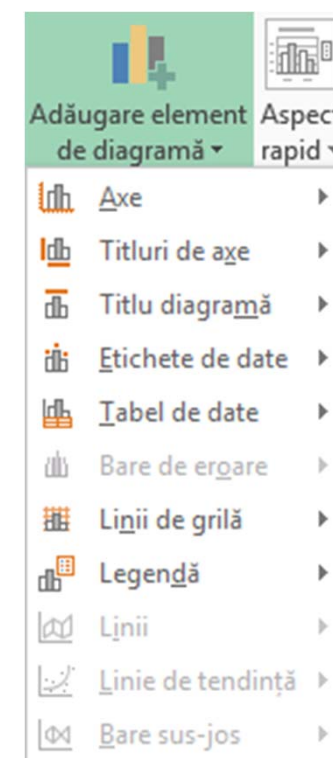 Adăugare element
de diagramă
Aspect
rapid
Axe
Titluri de axe
Titlu diagramă
Etichete de date
Tabel de date
Bare de eroare
Linii de grilă
Legendă
Linii
Linie de tendință
Bare sus-jos